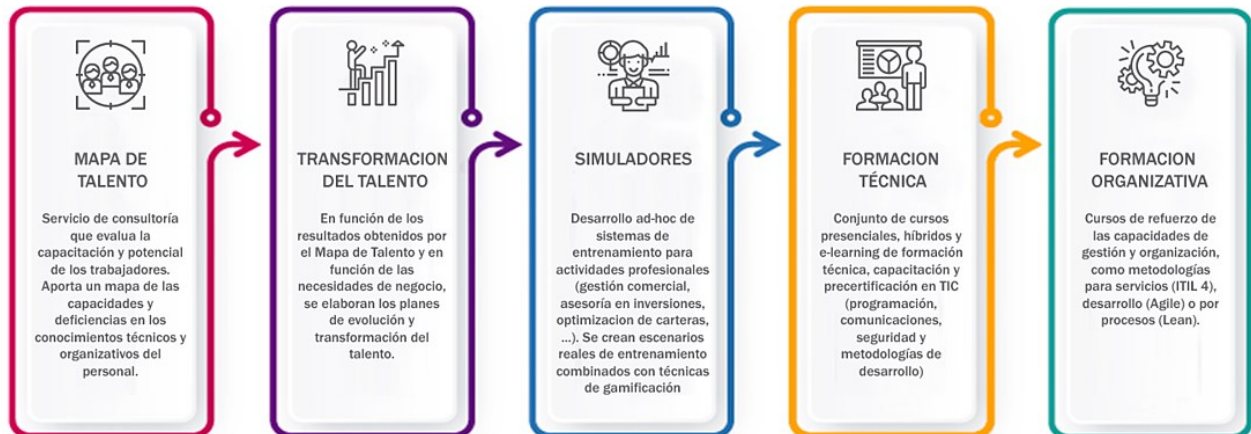 MAPA DE
TALENTO
Servicio de consultoría
que evalua la
capacitación y potencial
de los trabajadores.
Aporta un mapa de las
capacidades y
deficiencias en los
conocimientos técnicos y
organizativos del
personal.
TRANSFORMACION
DEL TALENTO
En función de los
resultados obtenidos por
el Mapa de Talento y en
función de las
necesidades de negocio,
se elaboran los planes
de evolución y
transformación del
talento.
SIMULADORES
Desarrollo ad-hoc de
sistemas de
entrenamiento para
actividades profesionales
(gestión comercial,
asesoría en inversiones,
optimizacion de carteras,
...). Se crean escenarios
reales de entrenamiento
combinados con técnicas
de gamificación
FORMACION
TÉCNICA
Conjunto de cursos
presenciales, híbridos y
e-learning de formación
técnica, capacitación y
precertificación en TIC
(programación,
comunicaciones,
seguridad y
metodologías de
desarrollo)
FORMACION
ORGANIZATIVA
Cursos de refuerzo de
las capacidades de
gestión y organización,
como metodologías
para servicios (ITIL 4),
desarrollo (Agile) o por
procesos (Lean).